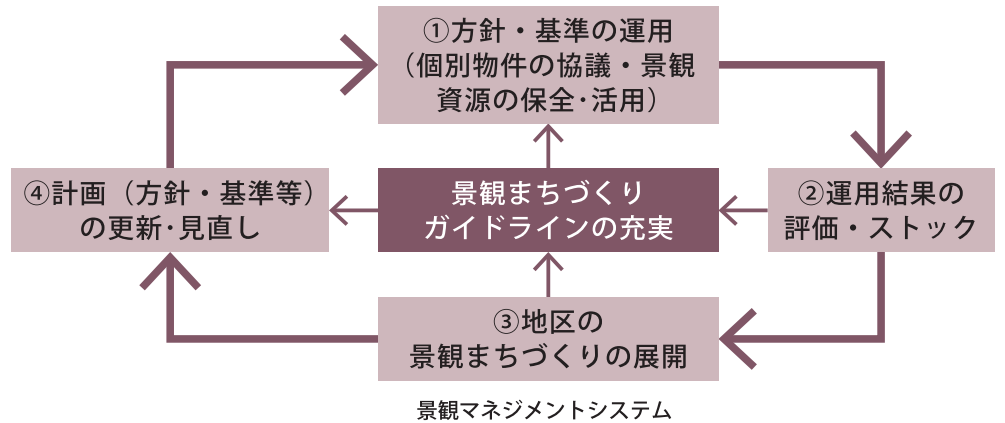 ①方針・基準の運用
（個別物件の協議・景観
資源の保全･活用）
④計画（方針・基準等）
の更新･見直し
景観まちづくり
ガイドラインの充実
②運用結果の
評価・ストック
③地区の
景観まちづくりの展開
景観マネジメントシステム